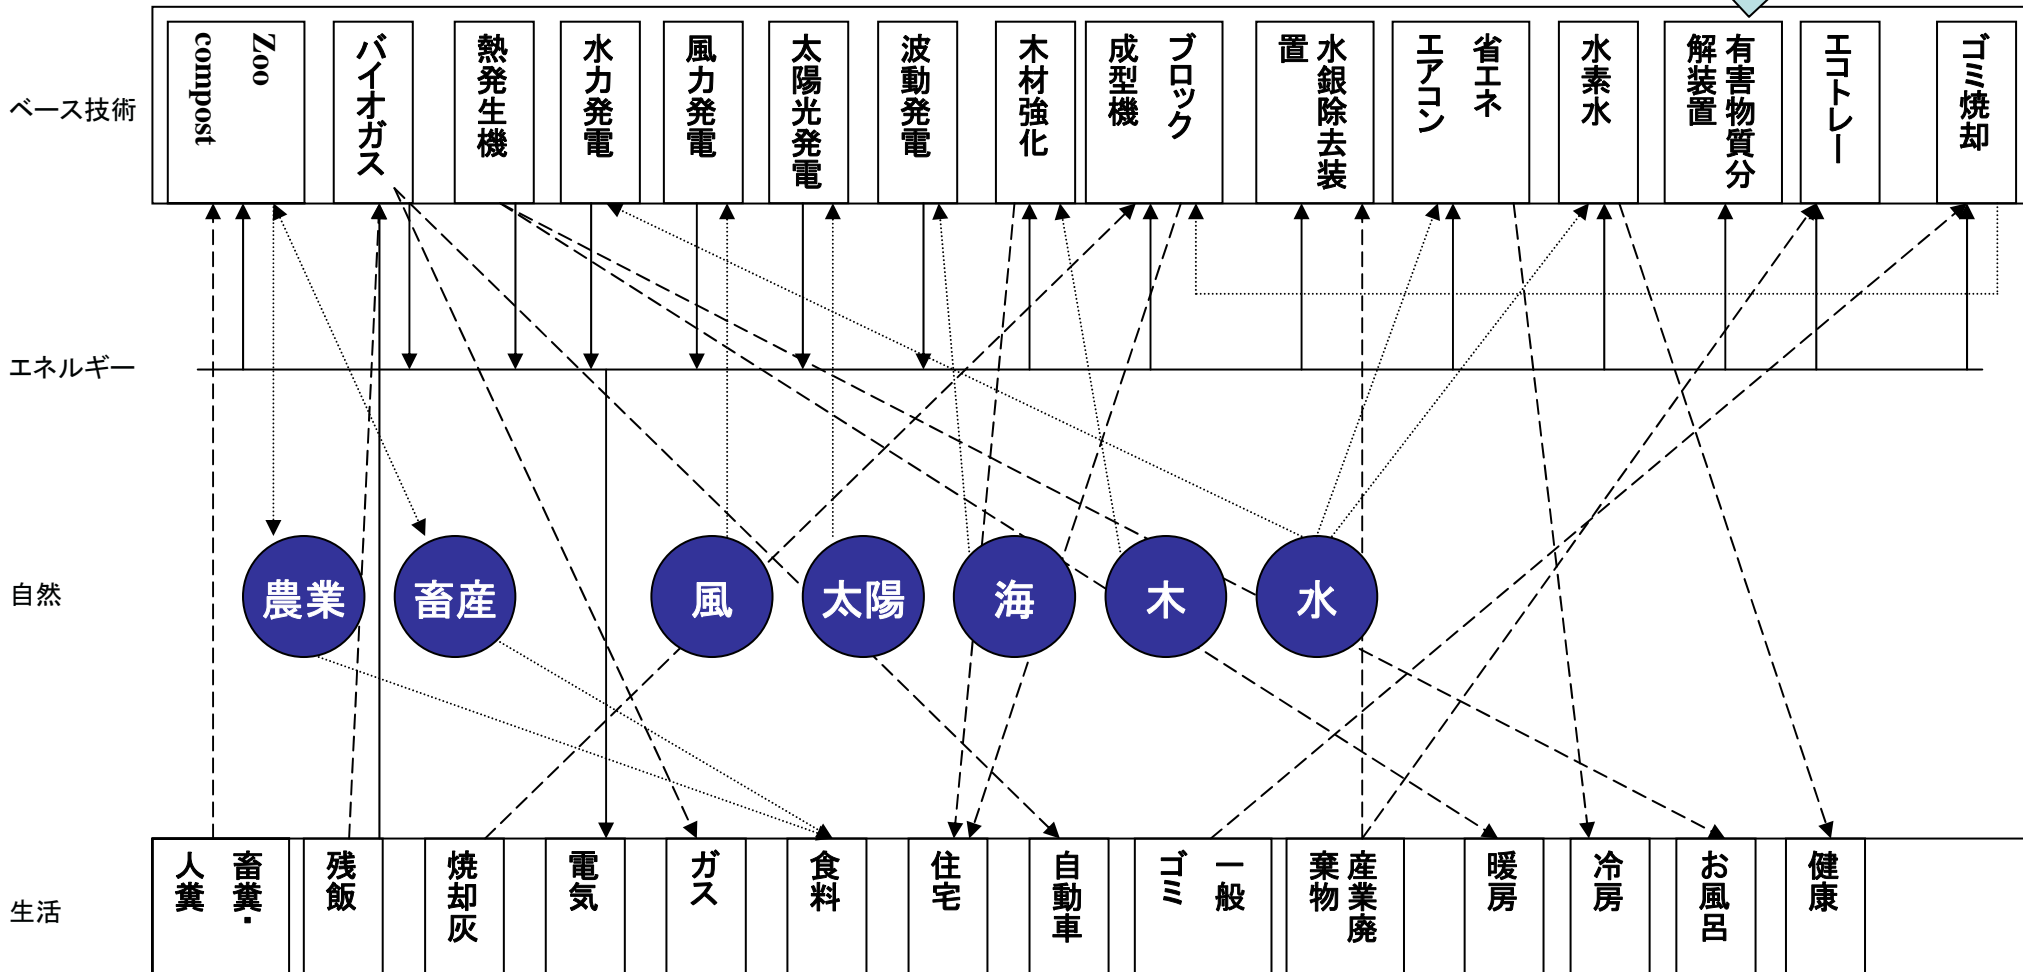 ベース技術
Zoo
compost
バイオガス
熱発生機
水力発電
風力発電
太陽光発電
波動発電
木材強化
ブロック
成型機
水銀除去装
置
省エネ
エアコン
水素水
有害物質分
解装置
エコトレー
ゴミ焼却
エネルギー
自然
農業
畜産
風
太陽
海
木
水
生活
畜糞・
人糞
残飯
焼却灰
電気
ガス
食料
住宅
自動車
一般
ゴミ
産業廃
棄物
暖房
冷房
お風呂
健康